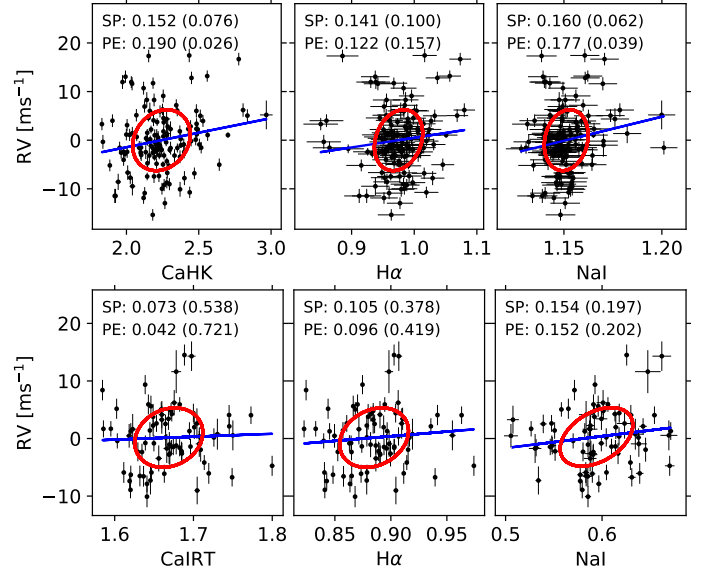 SP: 0.152 (0.076)
PE: 0.190 (0.026)
SP: 0.141 (0.100)
PE: 0.122 (0.157)
SP: 0.160 (0.062)
PE: 0.177 (0.039)
20
10
0
−10
RV [ms⁻¹]
2.0 2.5 3.0
0.9 1.0 1.1
1.15 1.20
CaHK
Hα
NaI
SP: 0.073 (0.538)
PE: 0.042 (0.721)
SP: 0.105 (0.378)
PE: 0.096 (0.419)
SP: 0.154 (0.197)
PE: 0.152 (0.202)
20
10
0
−10
RV [ms⁻¹]
1.6 1.7 1.8
0.85 0.90 0.95
0.5 0.6
CaIRT
Hα
NaI